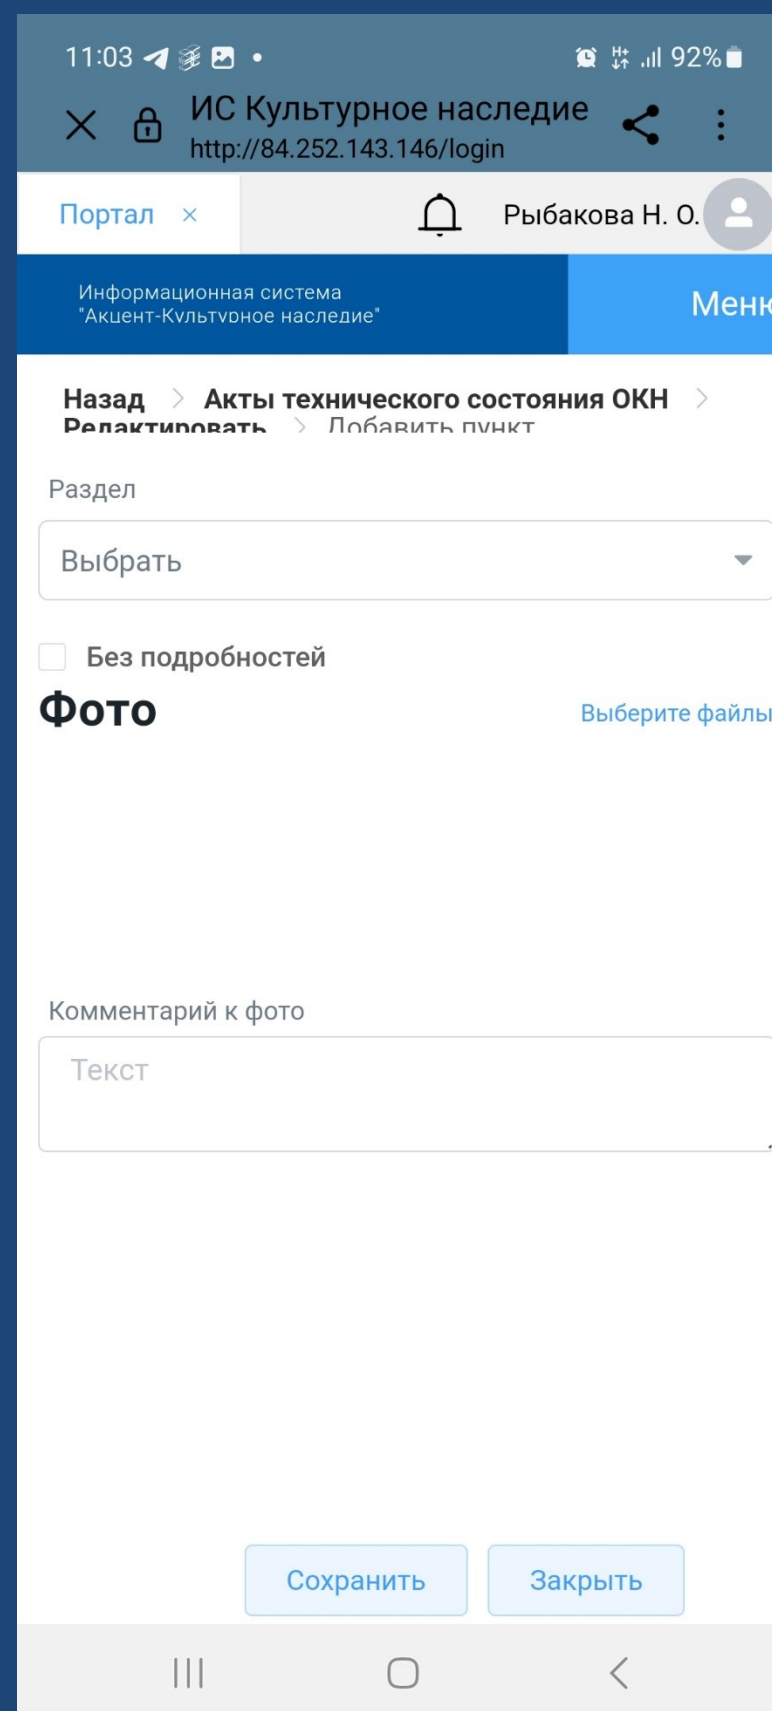 11:03
92%
ИС Культурное наследие
http://84.252.143.146/login
Портал ×
Рыбакова Н. О.
Информационная система
"Акцент-Культурное наследие"
Меню
Назад > Акты технического состояния ОКН >
Редактировать > Добавить пункт
Раздел
Выбрать
Без подробностей
Фото
Выберите файлы
Комментарий к фото
Текст
Сохранить
Закрыть